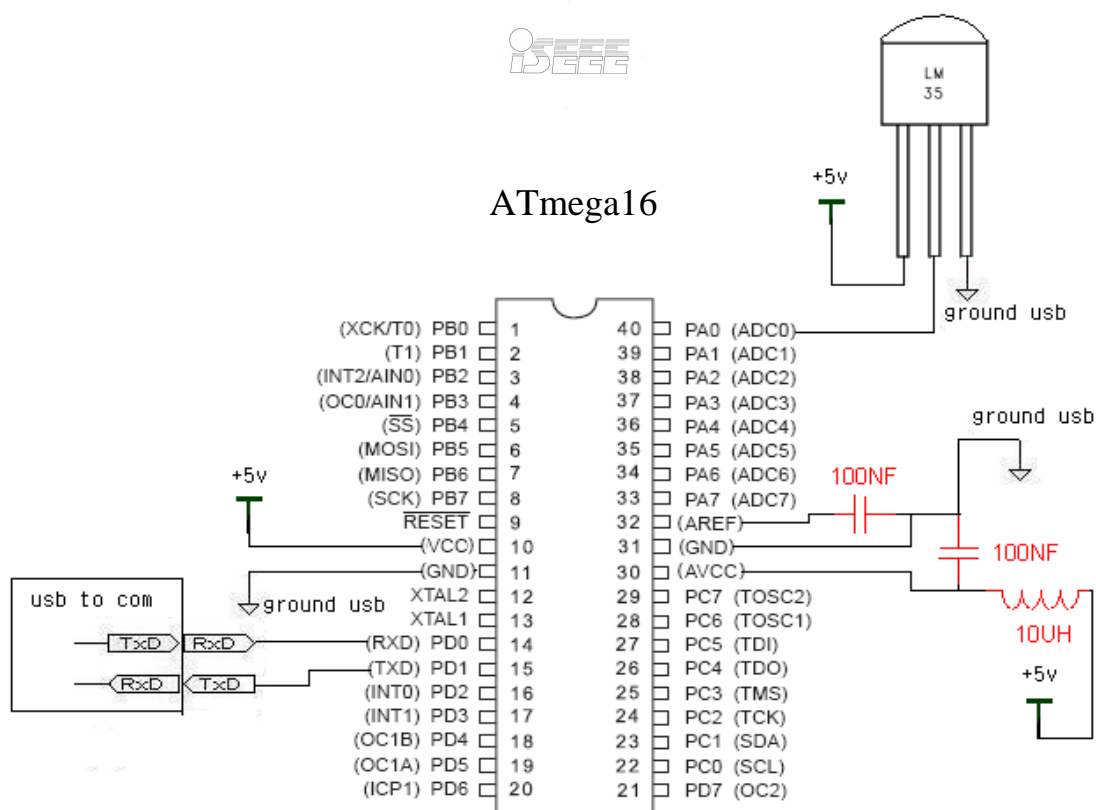 iSEEE
LM
35
+5v
ATmega16
ground usb
(XCK/T0) PB0 1 40 PA0 (ADC0)
(T1) PB1 2 39 PA1 (ADC1)
(INT2/AIN0) PB2 3 38 PA2 (ADC2)
(OC0/AIN1) PB3 4 37 PA3 (ADC3)
(SS) PB4 5 36 PA4 (ADC4)
ground usb
(MOSI) PB5 6 35 PA5 (ADC5)
(MISO) PB6 7 34 PA6 (ADC6)
+5v
100NF
(SCK) PB7 8 33 PA7 (ADC7)
RESET 9 32 (AREF)
(VCC) 10 31 (GND)
100NF
(GND) 11 30 (AVCC)
usb to com
ground usb
XTAL2 12 29 PC7 (TOSC2)
XTAL1 13 28 PC6 (TOSC1)
10UH
TxD RxD (RXD) PD0 14 27 PC5 (TDI)
RxD TxD (TXD) PD1 15 26 PC4 (TDO)
+5v
(INT0) PD2 16 25 PC3 (TMS)
(INT1) PD3 17 24 PC2 (TCK)
(OC1B) PD4 18 23 PC1 (SDA)
(OC1A) PD5 19 22 PC0 (SCL)
(ICP1) PD6 20 21 PD7 (OC2)